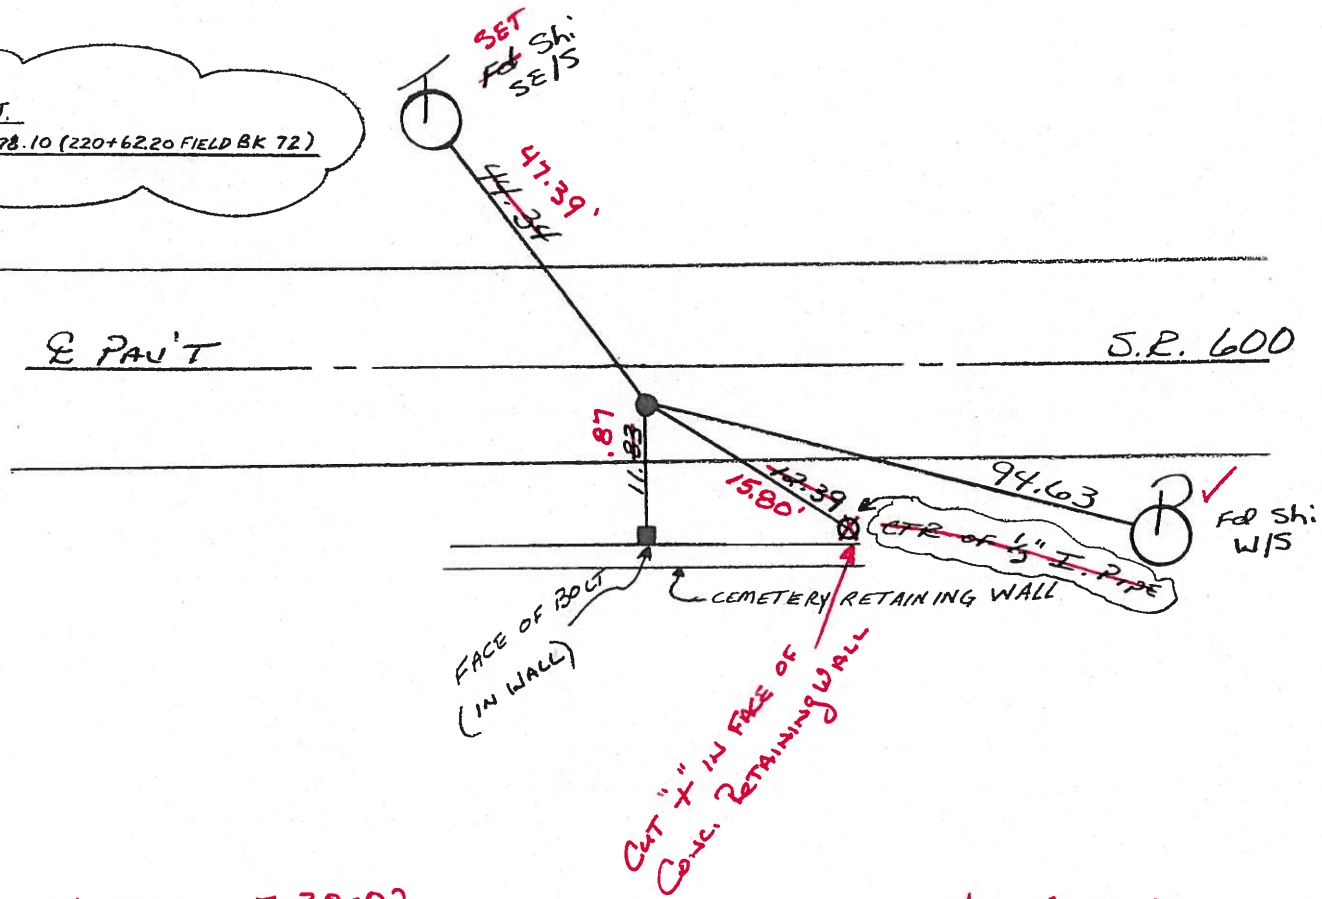 SET
Fd Shi
SE/S
78.10 (220+62.20 FIELD BK 72)
47.39'
44.34
℄ PAV'T
S.R. 600
.87
11.83
12.39
15.80'
94.63
Fd Shi
W/S
CTR OF ½" I. PIPE
CEMETERY RETAINING WALL
FACE OF BOLT
(IN WALL)
CUT "X" IN FACE OF
CONC. RETAINING WALL